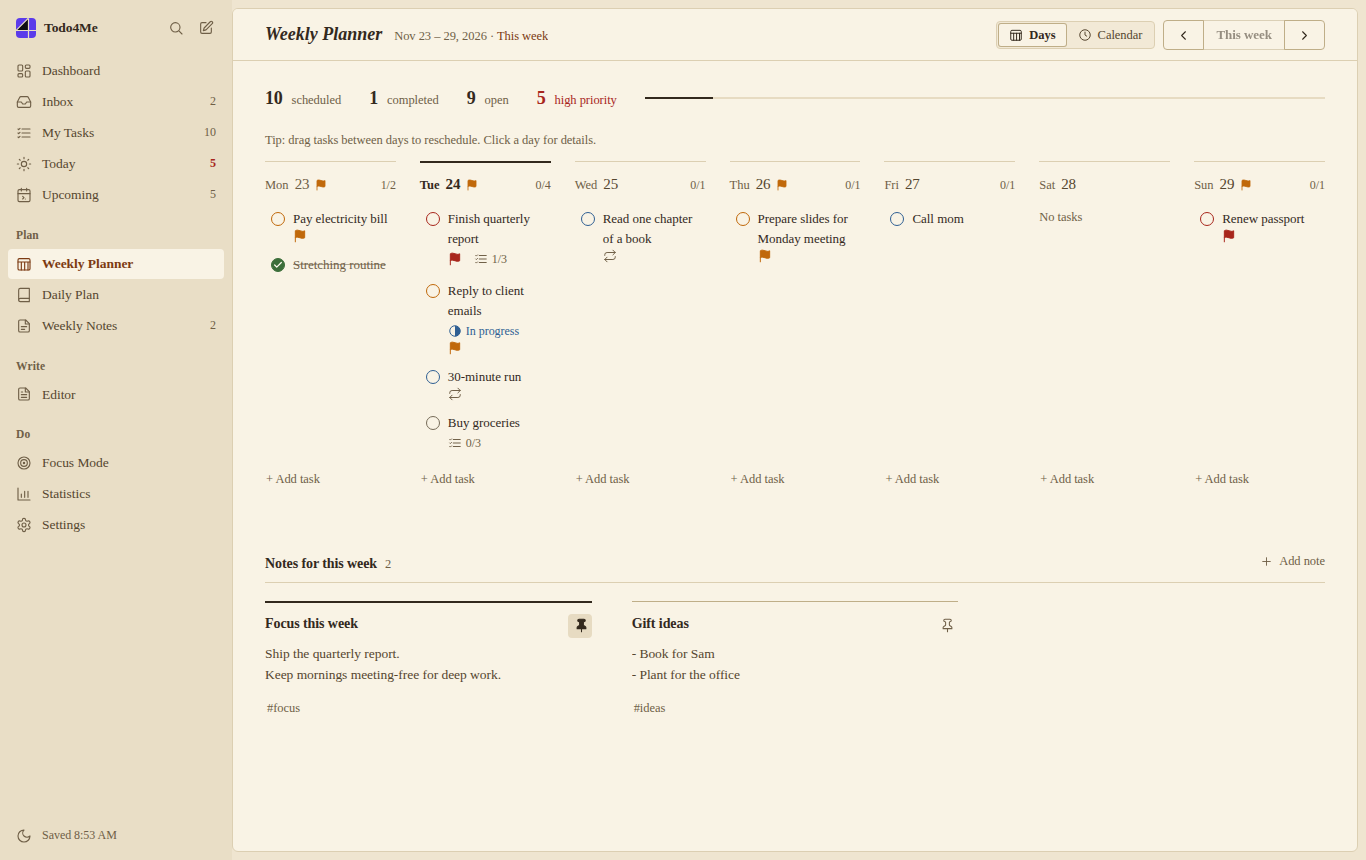 Todo4Me
Dashboard
Inbox 2
My Tasks 10
Today 5
Upcoming 5
Plan
Weekly Planner
Daily Plan
Weekly Notes 2
Write
Editor
Do
Focus Mode
Statistics
Settings
Saved 8:53 AM
Weekly Planner Nov 23 – 29, 2026 · This week
Days Calendar This week
10 scheduled 1 completed 9 open 5 high priority
Tip: drag tasks between days to reschedule. Click a day for details.
Mon 23 1/2
Pay electricity bill
Stretching routine
+ Add task
Tue 24 0/4
Finish quarterly
report
1/3
Reply to client
emails
In progress
30-minute run
Buy groceries
0/3
+ Add task
Wed 25 0/1
Read one chapter
of a book
+ Add task
Thu 26 0/1
Prepare slides for
Monday meeting
+ Add task
Fri 27 0/1
Call mom
+ Add task
Sat 28
No tasks
+ Add task
Sun 29 0/1
Renew passport
+ Add task
Notes for this week 2
Add note
Focus this week
Ship the quarterly report.
Keep mornings meeting-free for deep work.
#focus
Gift ideas
- Book for Sam
- Plant for the office
#ideas